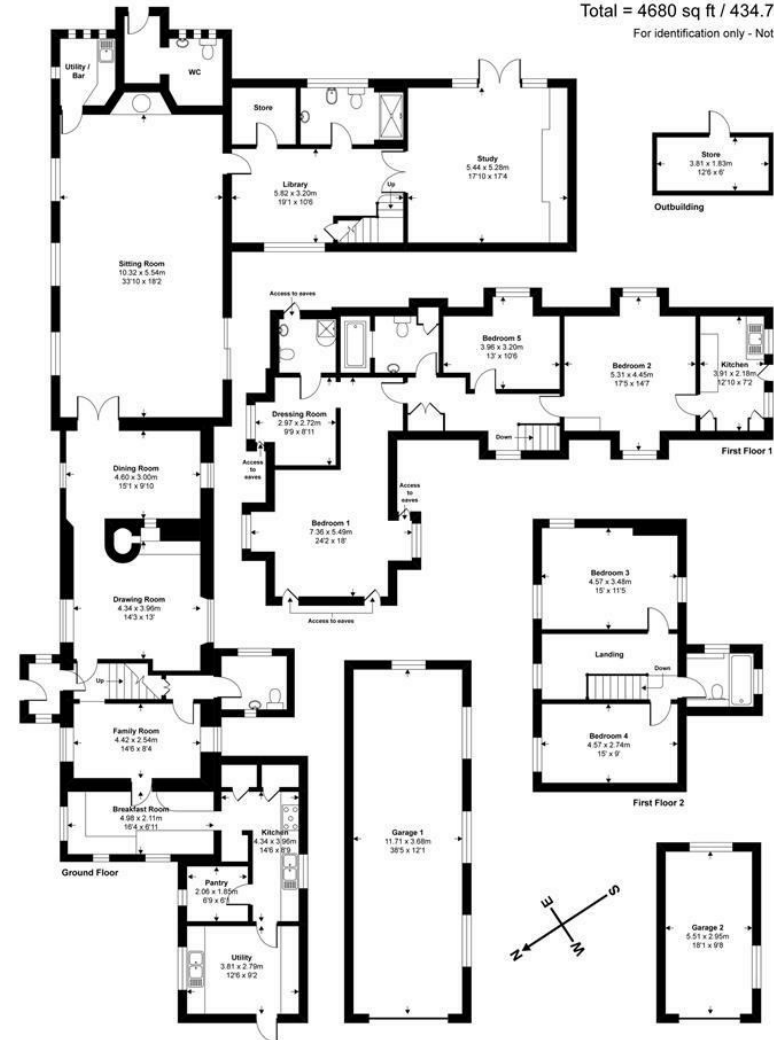 Total = 4680 sq ft / 434.7
For identification only - Not
Utility /
Bar
WC
Store
Study
5.44 x 5.28m
17'10 x 17'4
Library
5.82 x 3.20m
19'1 x 10'6
Up
Store
3.81 x 1.83m
12'6 x 6'
Outbuilding
Sitting Room
10.32 x 5.54m
33'10 x 18'2
Access to eaves
Bedroom 5
3.96 x 3.20m
13' x 10'6
Bedroom 2
5.31 x 4.45m
17'5 x 14'7
Kitchen
3.91 x 2.18m
12'10 x 7'2
Dressing Room
2.97 x 2.72m
9'9 x 8'11
Down
First Floor 1
Access
to
eaves
Access
to
eaves
Bedroom 1
7.36 x 5.49m
24'2 x 18'
Access to eaves
Dining Room
4.60 x 3.00m
15'1 x 9'10
Drawing Room
4.34 x 3.96m
14'3 x 13'
Up
Family Room
4.42 x 2.54m
14'6 x 8'4
Breakfast Room
4.98 x 2.11m
16'4 x 6'11
Kitchen
4.34 x 3.96m
14'6 x 8'9
Ground Floor
Pantry
2.06 x 1.85m
6'9 x 6'1
Utility
3.81 x 2.79m
12'6 x 9'2
Bedroom 3
4.57 x 3.48m
15' x 11'5
Landing
Down
Bedroom 4
4.57 x 2.74m
15' x 9'
First Floor 2
Garage 1
11.71 x 3.68m
38'5 x 12'1
S
E
W
N
Garage 2
5.51 x 2.95m
18'1 x 9'8